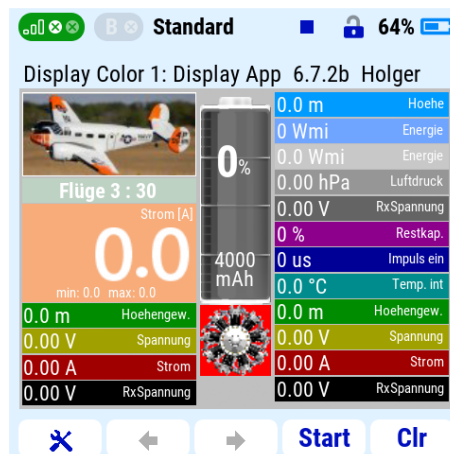 B Standard 64%
Display Color 1: Display App 6.7.2b Holger
Flüge 3 : 30
Strom [A]
0.0
min: 0.0 max: 0.0
0.0 m Hoehengew.
0.00 V Spannung
0.00 A Strom
0.00 V RxSpannung
0%
4000
mAh
0.0 m Hoehe
0 Wmi Energie
0.0 Wmi Energie
0.00 hPa Luftdruck
0.00 V RxSpannung
0 % Restkap.
0 us Impuls ein
0.0 °C Temp. int
0.0 m Hoehengew.
0.00 V Spannung
0.00 A Strom
0.00 V RxSpannung
Start Clr